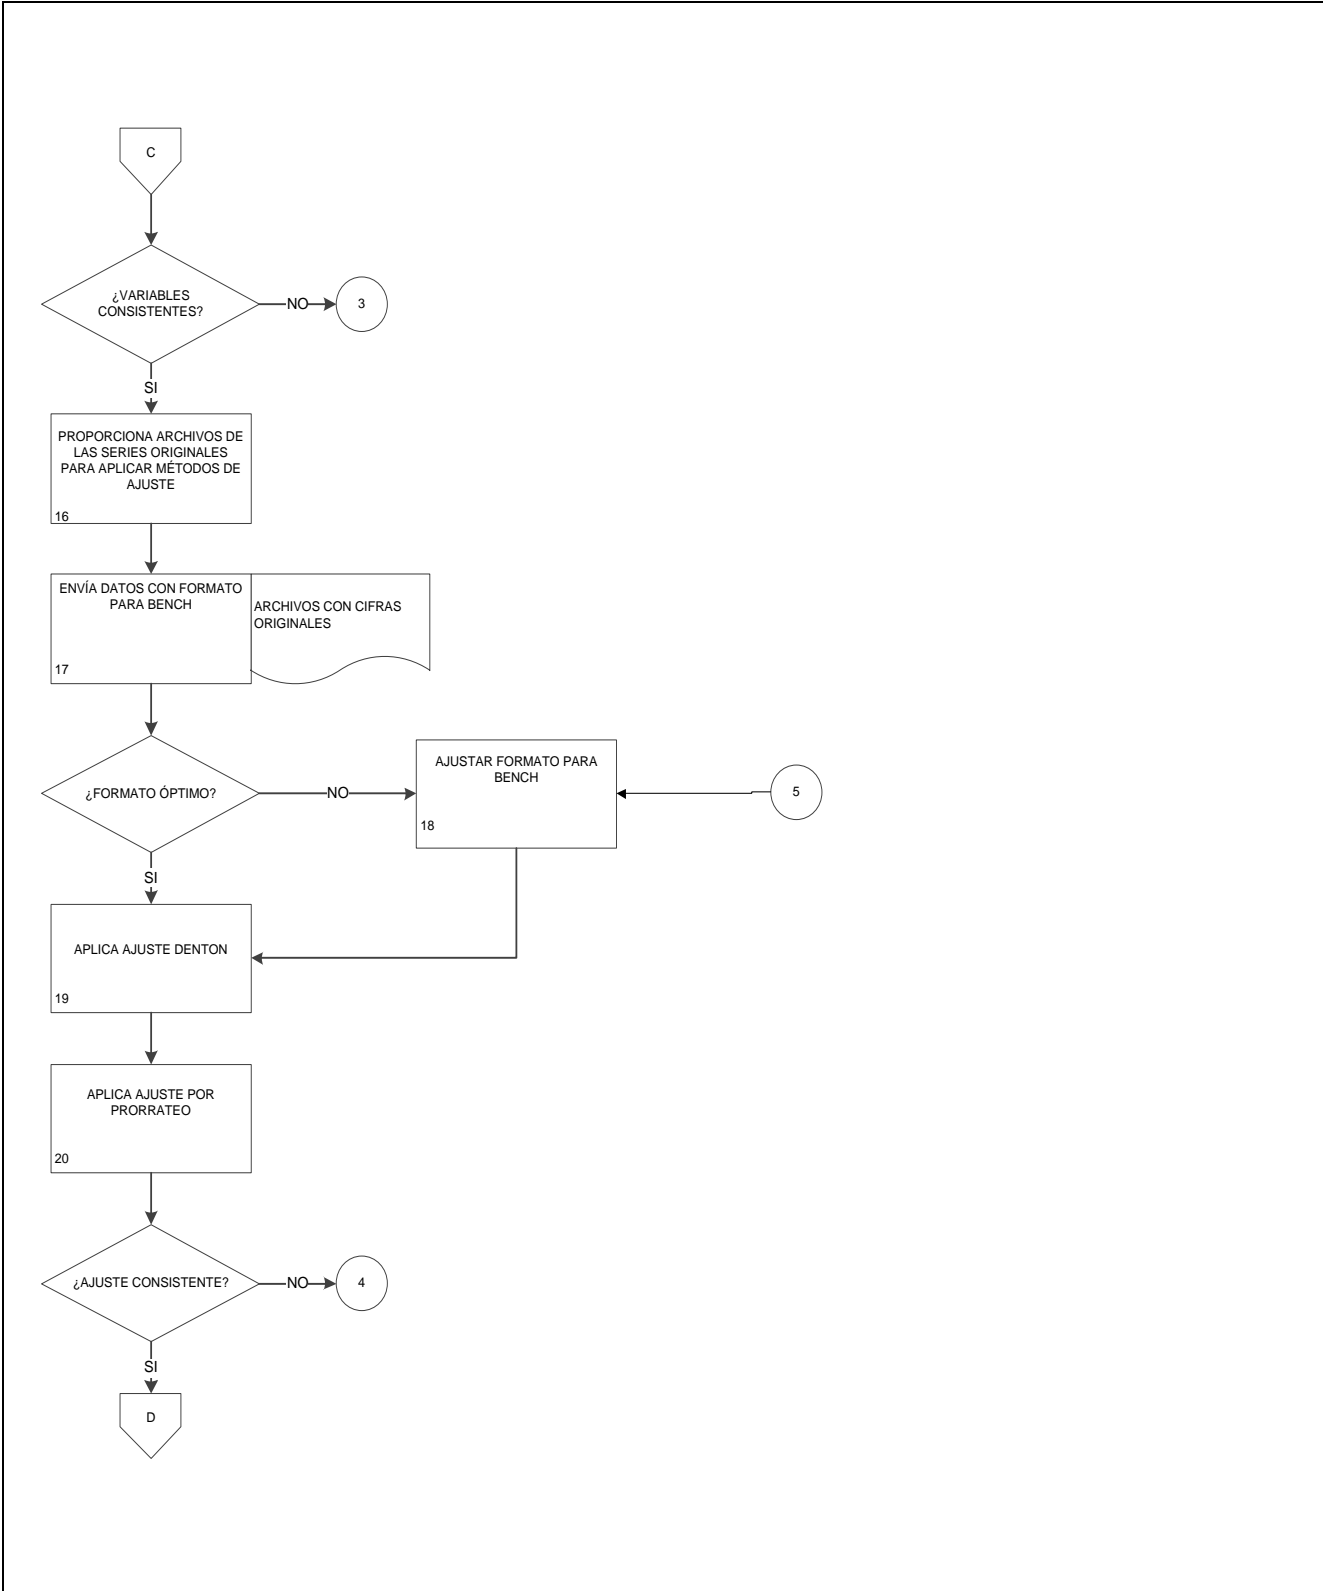 C
¿VARIABLES
CONSISTENTES?
NO
3
SI
PROPORCIONA ARCHIVOS DE
LAS SERIES ORIGINALES
PARA APLICAR MÉTODOS DE
AJUSTE
16
ENVÍA DATOS CON FORMATO
PARA BENCH
17
ARCHIVOS CON CIFRAS
ORIGINALES
¿FORMATO ÓPTIMO?
NO
AJUSTAR FORMATO PARA
BENCH
18
5
SI
APLICA AJUSTE DENTON
19
APLICA AJUSTE POR
PRORRATEO
20
¿AJUSTE CONSISTENTE?
NO
4
SI
D